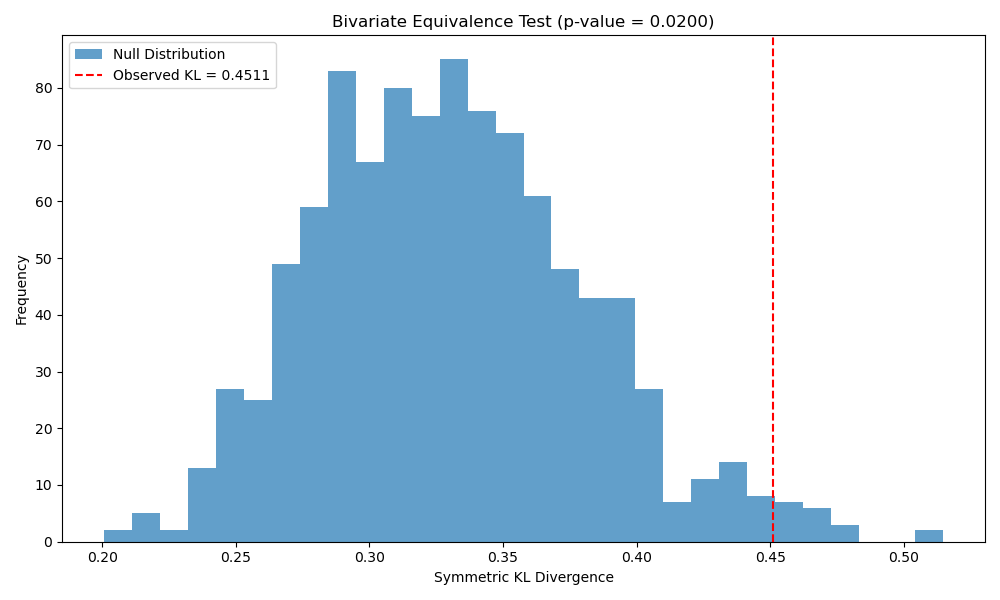 Bivariate Equivalence Test (p-value = 0.0200)
Null Distribution
Observed KL = 0.4511
Frequency
80
70
60
50
40
30
20
10
0
0.20 0.25 0.30 0.35 0.40 0.45 0.50
Symmetric KL Divergence